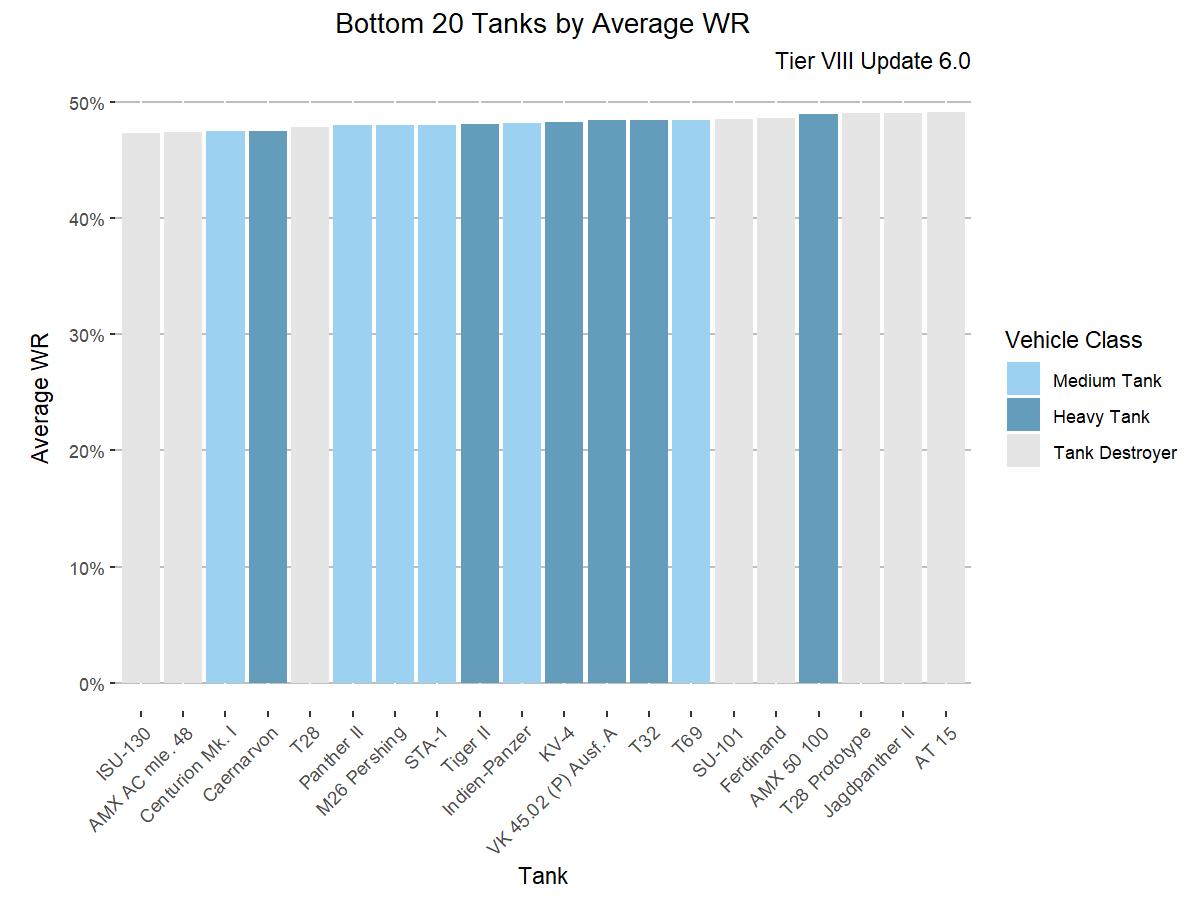 Bottom 20 Tanks by Average WR
Tier VIII Update 6.0
50%
40%
30%
20%
10%
0%
Average WR
ISU-130
AMX AC mle. 48
Centurion Mk. I
Caernarvon
T28
Panther II
M26 Pershing
STA-1
Tiger II
Indien-Panzer
KV-4
VK 45.02 (P) Ausf. A
T32
T69
SU-101
Ferdinand
AMX 50 100
T28 Prototype
Jagdpanther II
AT 15
Tank
Vehicle Class
Medium Tank
Heavy Tank
Tank Destroyer